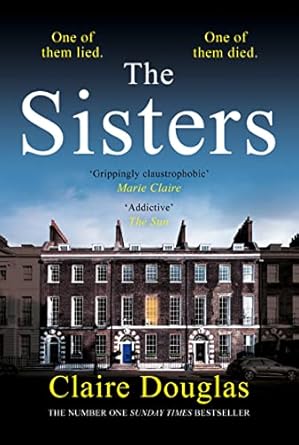 One of
them lied.
One of
them died.
The
Sisters
‘Grippingly claustrophobic’
Marie Claire
‘Addictive’
The Sun
Claire Douglas
THE NUMBER ONE SUNDAY TIMES BESTSELLER